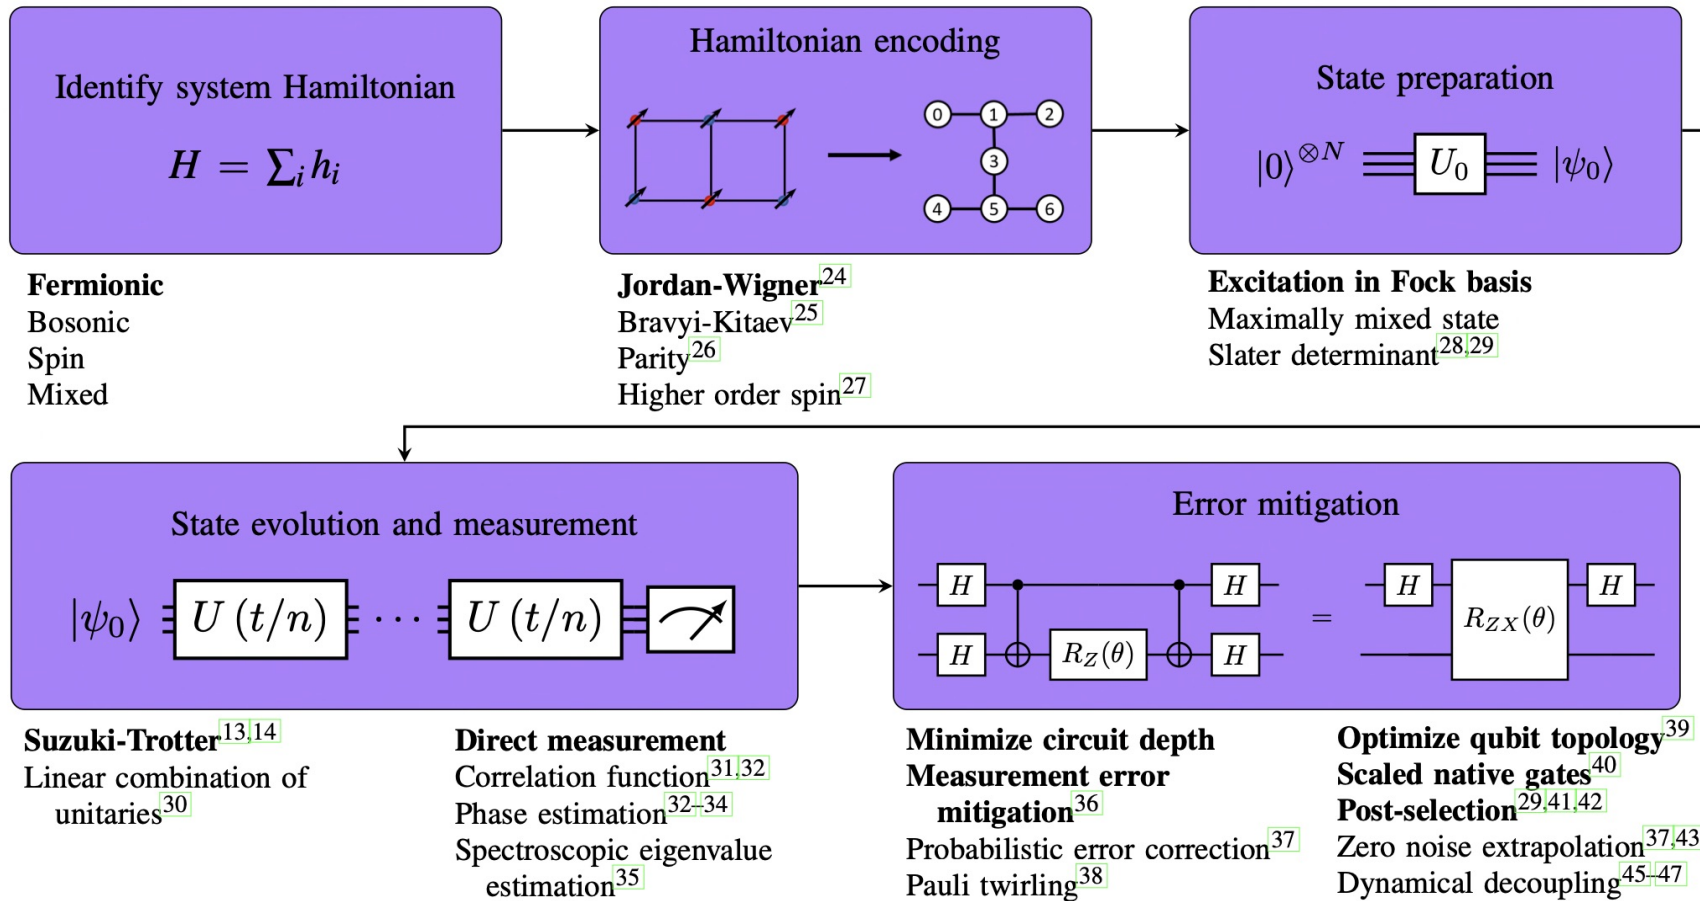 Identify system Hamiltonian
H = ∑ᵢ hᵢ
Fermionic
Bosonic
Spin
Mixed
Hamiltonian encoding
0 1 2
3
4 5 6
Jordan-Wigner24
Bravyi-Kitaev25
Parity26
Higher order spin27
State preparation
|0⟩⊗N U₀ |ψ₀⟩
Excitation in Fock basis
Maximally mixed state
Slater determinant28,29
State evolution and measurement
|ψ₀⟩ U (t/n) ··· U (t/n)
Suzuki-Trotter13,14
Linear combination of
unitaries30
Direct measurement
Correlation function31,32
Phase estimation32–34
Spectroscopic eigenvalue
estimation35
Error mitigation
H H = H R_ZX(θ) H
H R_Z(θ) H
Minimize circuit depth
Measurement error
mitigation36
Probabilistic error correction37
Pauli twirling38
Optimize qubit topology39
Scaled native gates40
Post-selection29,41,42
Zero noise extrapolation37,43
Dynamical decoupling45–47